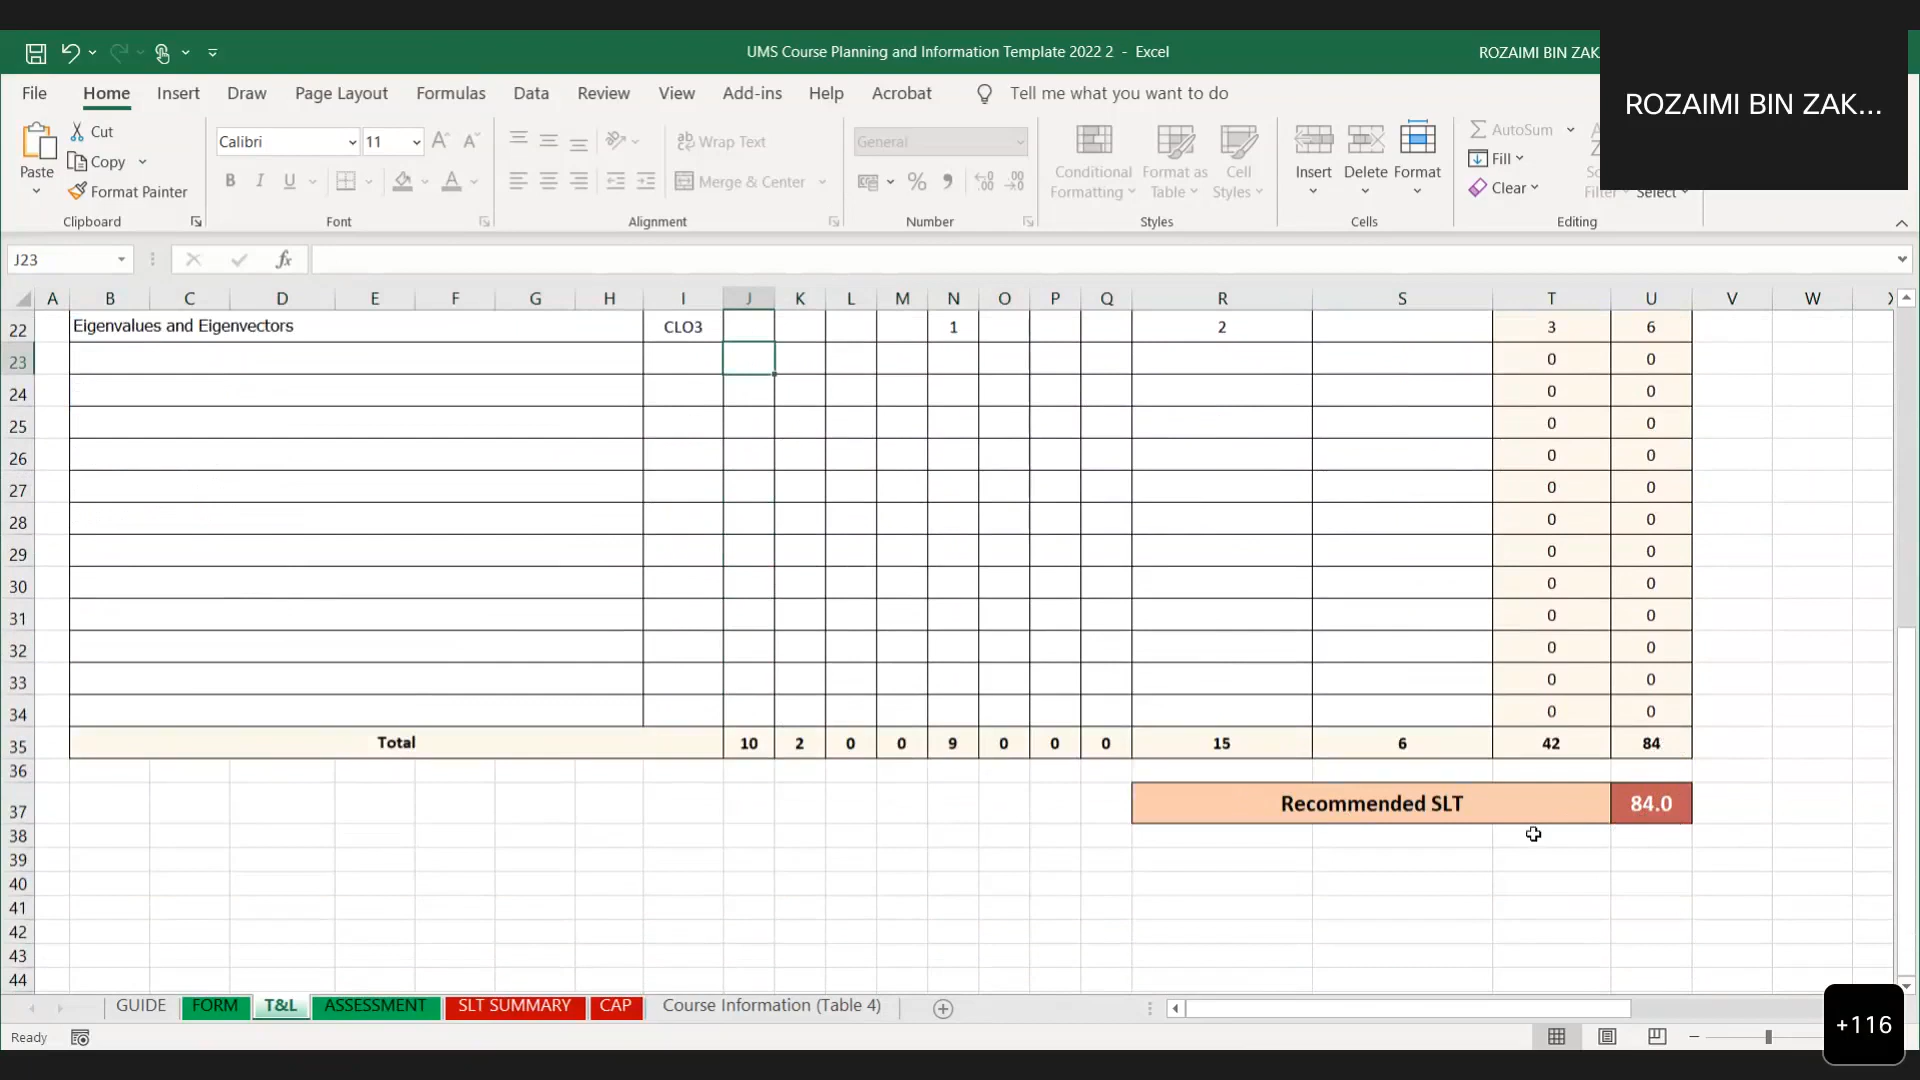 UMS Course Planning and Information Template 2022 2 - Excel
ROZAIMI BIN ZAK
ROZAIMI BIN ZAK...
File Home Insert Draw Page Layout Formulas Data Review View Add-ins Help Acrobat Tell me what you want to do
Paste
Cut
Copy
Format Painter
Clipboard
Calibri 11
B I U
Font
Wrap Text
Merge & Center
Alignment
General
Number
Conditional Formatting
Format as Table
Cell Styles
Styles
Insert Delete Format
Cells
AutoSum
Fill
Clear
Select
Editing
J23
fx
A B C D E F G H I J K L M N O P Q R S T U V W
22 Eigenvalues and Eigenvectors CLO3 1 2 3 6
23 0 0
24 0 0
25 0 0
26 0 0
27 0 0
28 0 0
29 0 0
30 0 0
31 0 0
32 0 0
33 0 0
34 0 0
35 Total 10 2 0 0 9 0 0 0 15 6 42 84
36
37 Recommended SLT 84.0
38
39
40
41
42
43
44
GUIDE FORM T&L ASSESSMENT SLT SUMMARY CAP Course Information (Table 4)
Ready
+116